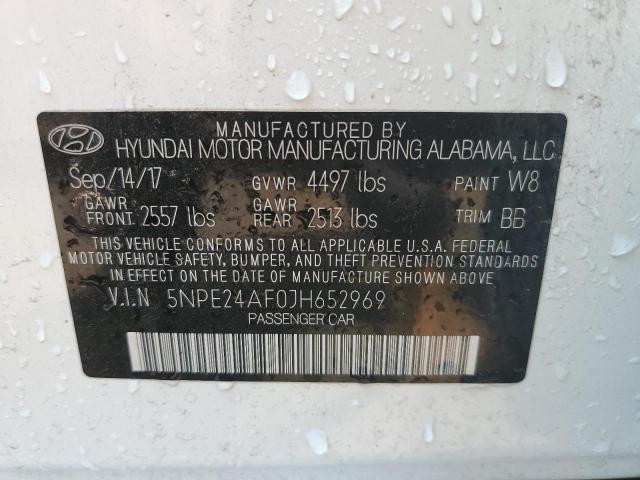 MANUFACTURED BY
HYUNDAI MOTOR MANUFACTURING ALABAMA, LLC
Sep/14/17 GVWR 4497 lbs PAINT W8
GAWR FRONT 2557 lbs GAWR REAR 2513 lbs TRIM BB
THIS VEHICLE CONFORMS TO ALL APPLICABLE U.S.A. FEDERAL
MOTOR VEHICLE SAFETY, BUMPER, AND THEFT PREVENTION STANDARDS
IN EFFECT ON THE DATE OF MANUFACTURE SHOWN ABOVE
V.I.N 5NPE24AF0JH652969
PASSENGER CAR